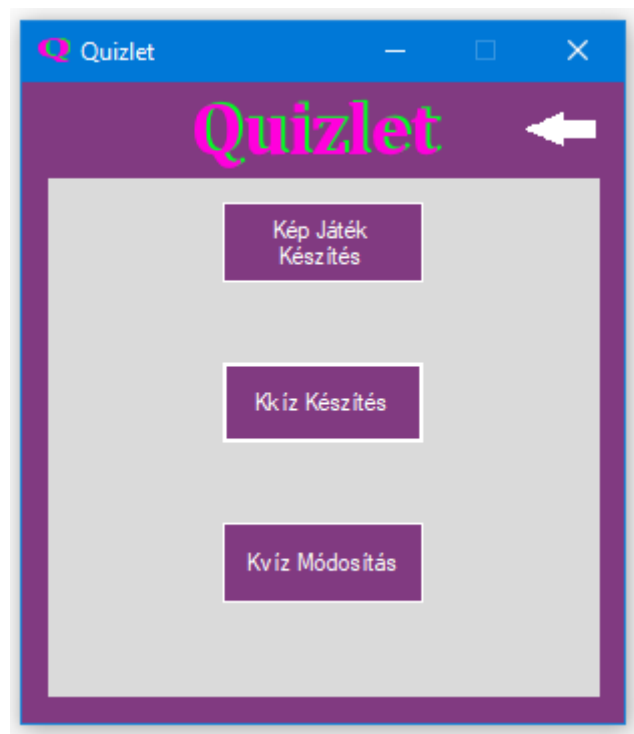 Quizlet
Quizlet
Kép Játék
Készítés
Kkíz Készítés
Kvíz Módosítás